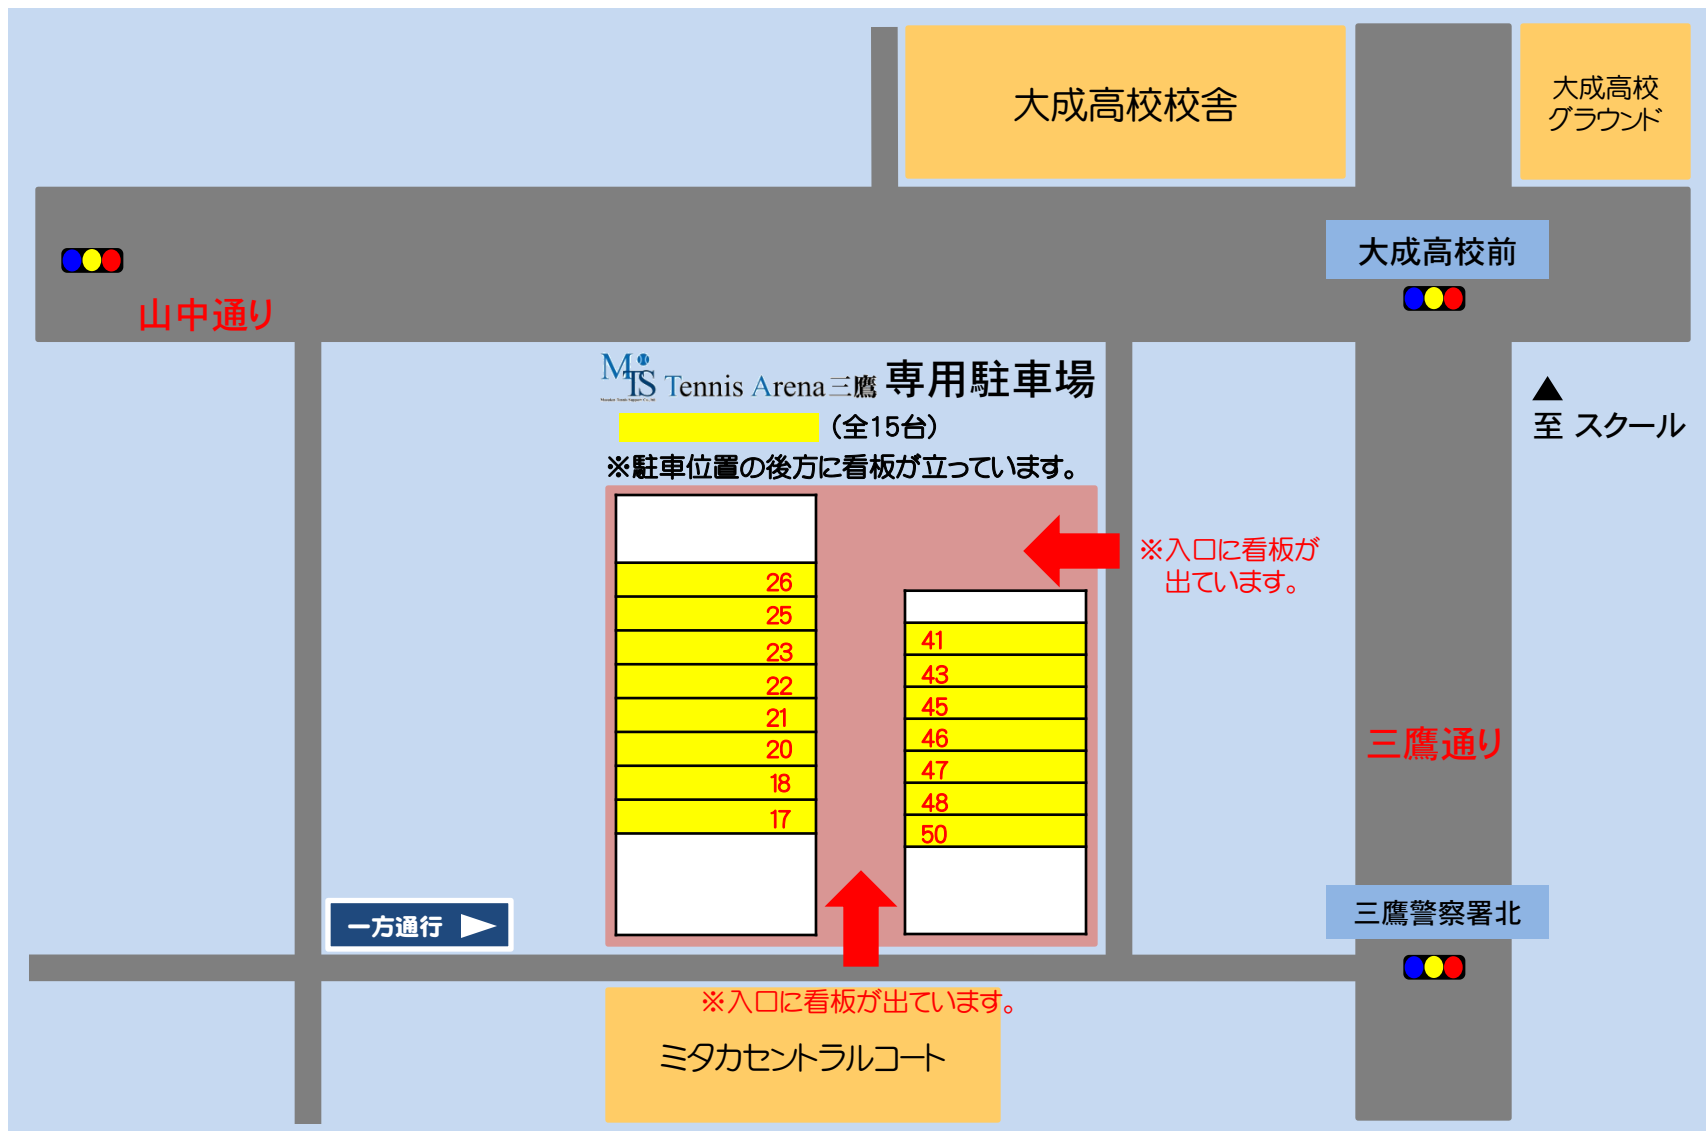 大成高校校舎
大成高校
グラウンド
大成高校前
山中通り
MTS Tennis Arena三鷹 専用駐車場
(全15台)
※駐車位置の後方に看板が立っています。
▲
至 スクール
※入口に看板が
出ています。
26
25
23
22
21
20
18
17
41
43
45
46
47
48
50
三鷹通り
一方通行
三鷹警察署北
※入口に看板が出ています。
ミタカセントラルコート